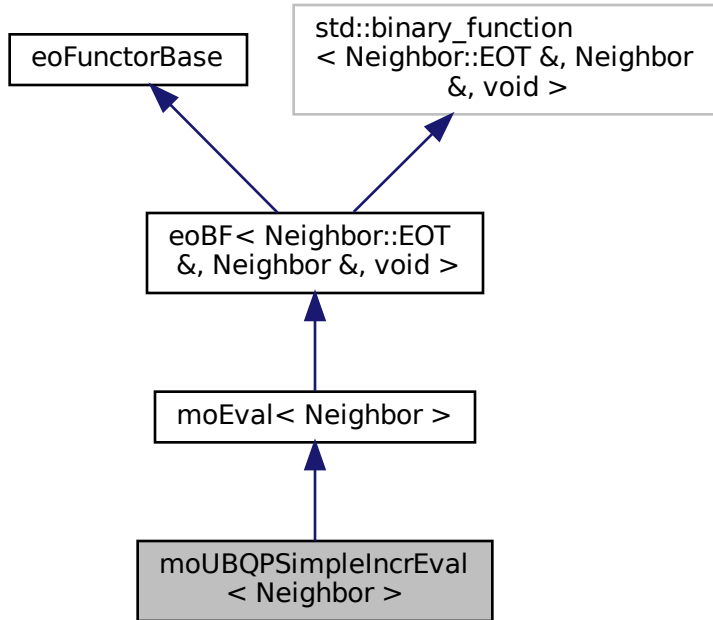 eoFunctorBase
std::binary_function
< Neighbor::EOT &, Neighbor
&, void >
eoBF< Neighbor::EOT
&, Neighbor &, void >
moEval< Neighbor >
moUBQPSimpleIncrEval
< Neighbor >